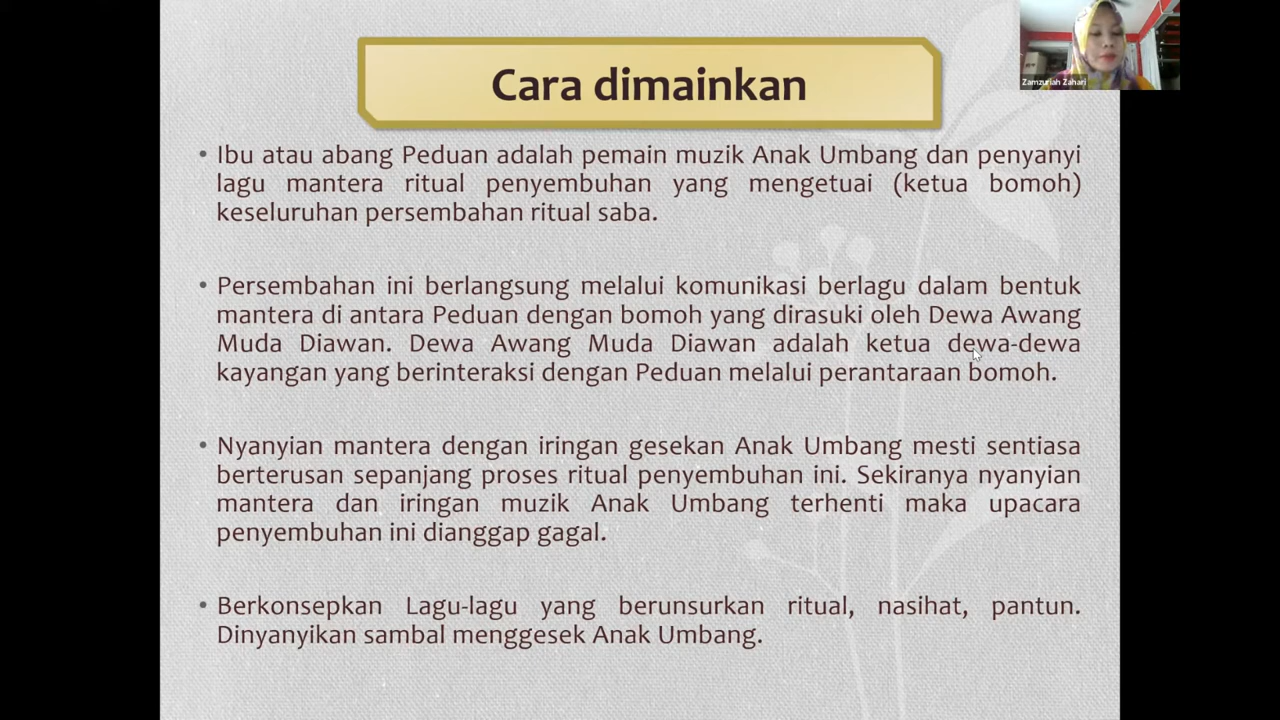 Cara dimainkan
Zamzuriah Zahari
• Ibu atau abang Peduan adalah pemain muzik Anak Umbang dan penyanyi
lagu mantera ritual penyembuhan yang mengetuai (ketua bomoh)
keseluruhan persembahan ritual saba.
• Persembahan ini berlangsung melalui komunikasi berlagu dalam bentuk
mantera di antara Peduan dengan bomoh yang dirasuki oleh Dewa Awang
Muda Diawan. Dewa Awang Muda Diawan adalah ketua dewa-dewa
kayangan yang berinteraksi dengan Peduan melalui perantaraan bomoh.
• Nyanyian mantera dengan iringan gesekan Anak Umbang mesti sentiasa
berterusan sepanjang proses ritual penyembuhan ini. Sekiranya nyanyian
mantera dan iringan muzik Anak Umbang terhenti maka upacara
penyembuhan ini dianggap gagal.
• Berkonsepkan Lagu-lagu yang berunsurkan ritual, nasihat, pantun.
Dinyanyikan sambal menggesek Anak Umbang.